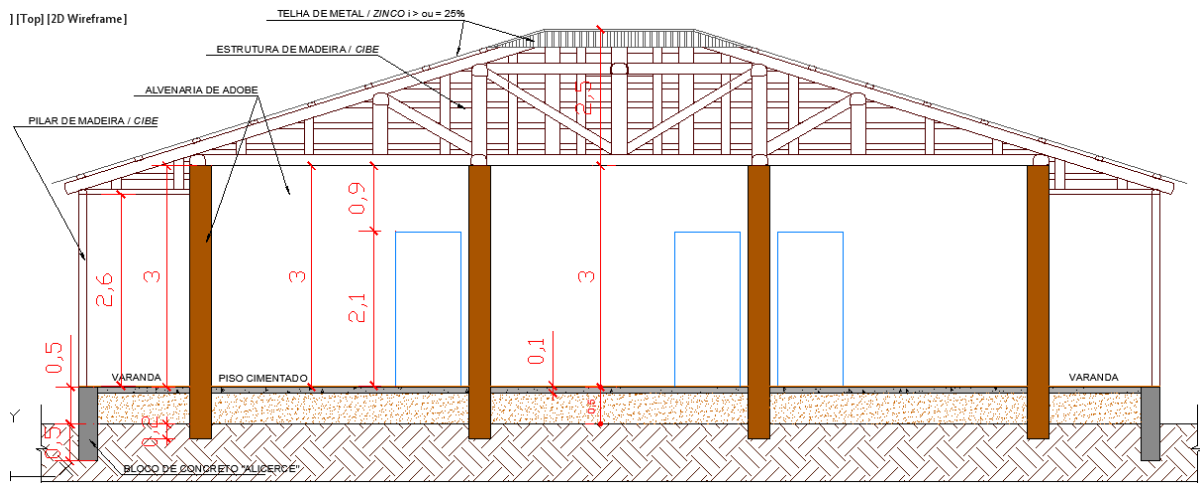 ] [Top] [2D Wireframe]
TELHA DE METAL / ZINCO i > ou = 25%
ESTRUTURA DE MADEIRA / CIBE
ALVENARIA DE ADOBE
PILAR DE MADEIRA / CIBE
2,5
0,9
2,6
3
3
2,1
3
0,1
0,5
VARANDA
PISO CIMENTADO
VARANDA
Y
0,5
0,2
BLOCO DE CONCRETO "ALICERCE"